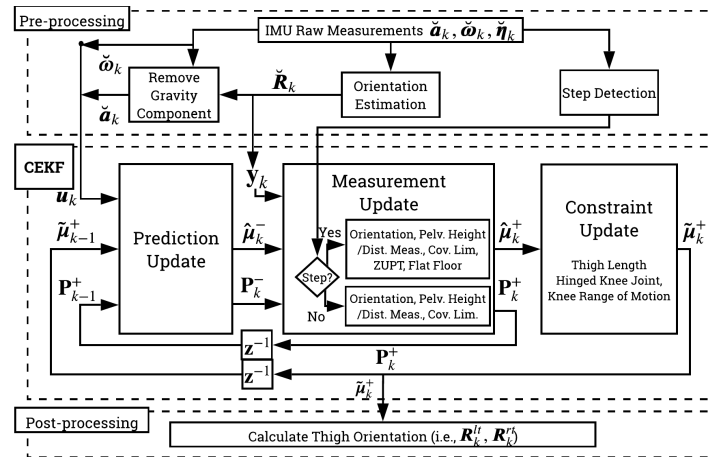 Pre-processing
IMU Raw Measurements ă_k, ω̆_k, η̆_k
ω̆_k
ă_k
Remove
Gravity
Component
R̆_k
Orientation
Estimation
Step Detection
CEKF
u_k
μ̃⁺_{k−1}
P⁺_{k−1}
Prediction
Update
y_k
μ̂⁻_k
P⁻_k
Measurement
Update
Step?
Yes
Orientation, Pelv. Height
/Dist. Meas., Cov. Lim,
ZUPT, Flat Floor
No
Orientation, Pelv. Height
/Dist. Meas., Cov. Lim.
μ̂⁺_k
P⁺_k
Constraint
Update
Thigh Length
Hinged Knee Joint,
Knee Range of Motion
μ̃⁺_k
z⁻¹
P⁺_k
z⁻¹
μ̃⁺_k
Post-processing
Calculate Thigh Orientation (i.e., R^{lt}_k, R^{rt}_k)